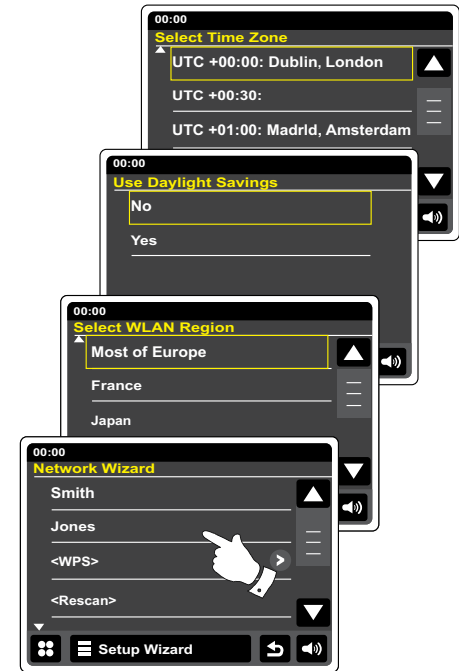 00:00
Select Time Zone
UTC +00:00: Dublin, London
UTC +00:30:
UTC +01:00: Madrld, Amsterdam
00:00
Use Daylight Savings
No
Yes
00:00
Select WLAN Region
Most of Europe
France
Japan
00:00
Network Wizard
Smith
Jones
<WPS>
<Rescan>
Setup Wizard